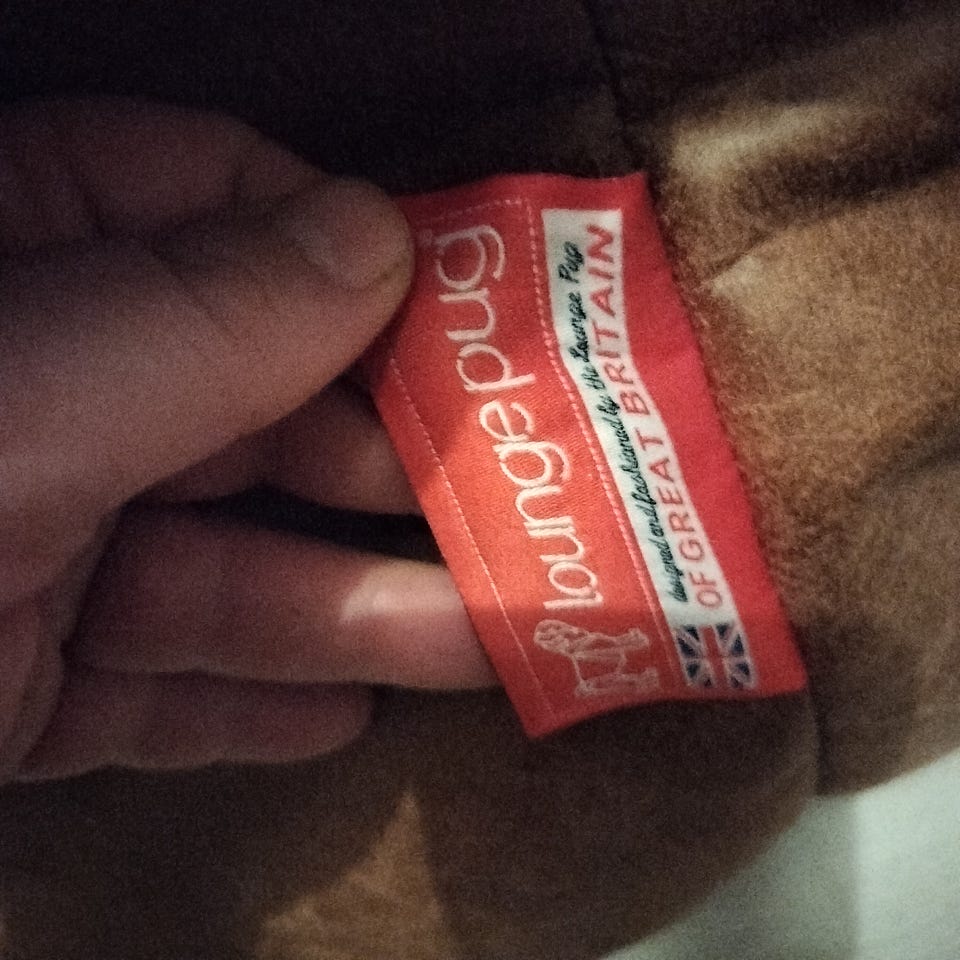 lounge pug
designed and fashioned by the Lounge Pug
OF GREAT BRITAIN